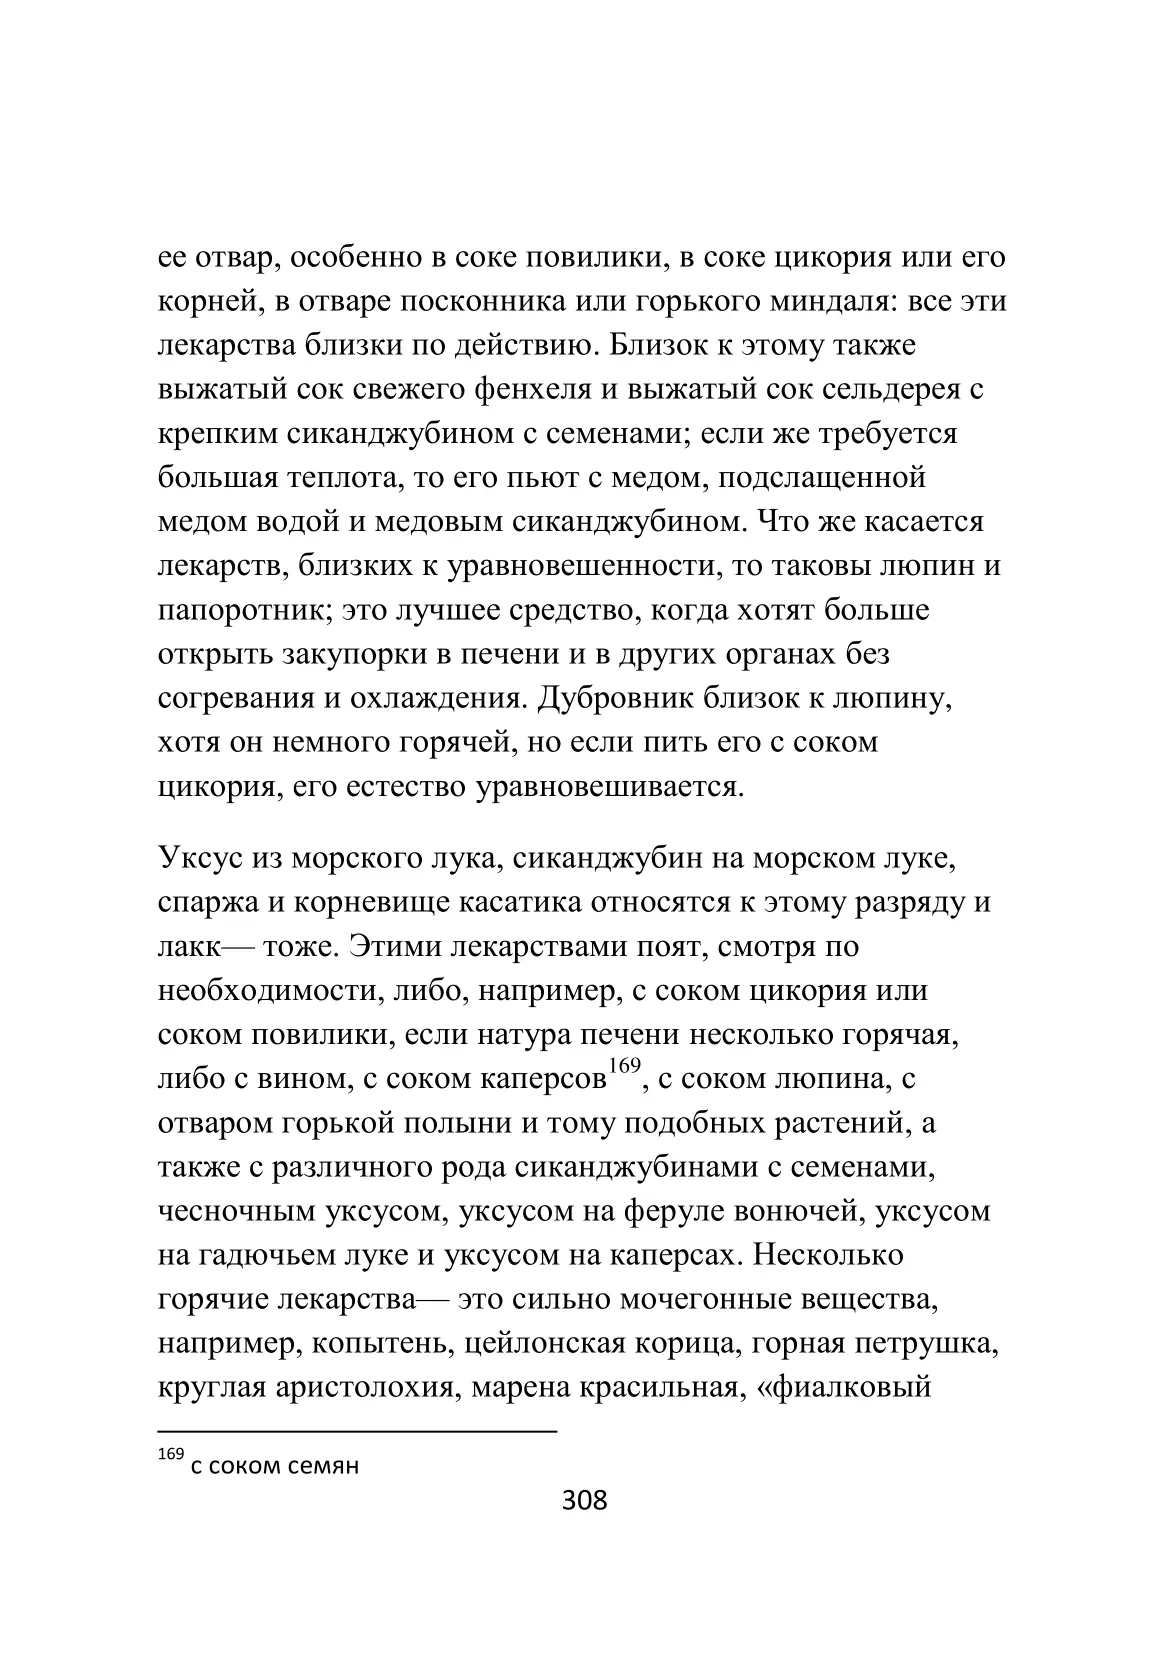 ее отвар, особенно в соке повилики, в соке цикория или его
корней, в отваре посконника или горького миндаля: все эти
лекарства близки по действию. Близок к этому также
выжатый сок свежего фенхеля и выжатый сок сельдерея с
крепким сиканджубином с семенами; если же требуется
большая теплота, то его пьют с медом, подслащенной
медом водой и медовым сиканджубином. Что же касается
лекарств, близких к уравновешенности, то таковы люпин и
папоротник; это лучшее средство, когда хотят больше
открыть закупорки в печени и в других органах без
согревания и охлаждения. Дубровник близок к люпину,
хотя он немного горячей, но если пить его с соком
цикория, его естество уравновешивается.
Уксус из морского лука, сиканджубин на морском луке,
спаржа и корневище касатика относятся к этому разряду и
лакк— тоже. Этими лекарствами поят, смотря по
необходимости, либо, например, с соком цикория или
соком повилики, если натура печени несколько горячая,
либо с вином, с соком каперсов169, с соком люпина, с
отваром горькой полыни и тому подобных растений, а
также с различного рода сиканджубинами с семенами,
чесночным уксусом, уксусом на феруле вонючей, уксусом
на гадючьем луке и уксусом на каперсах. Несколько
горячие лекарства— это сильно мочегонные вещества,
например, копытень, цейлонская корица, горная петрушка,
круглая аристолохия, марена красильная, «фиалковый
169 с соком семян
308